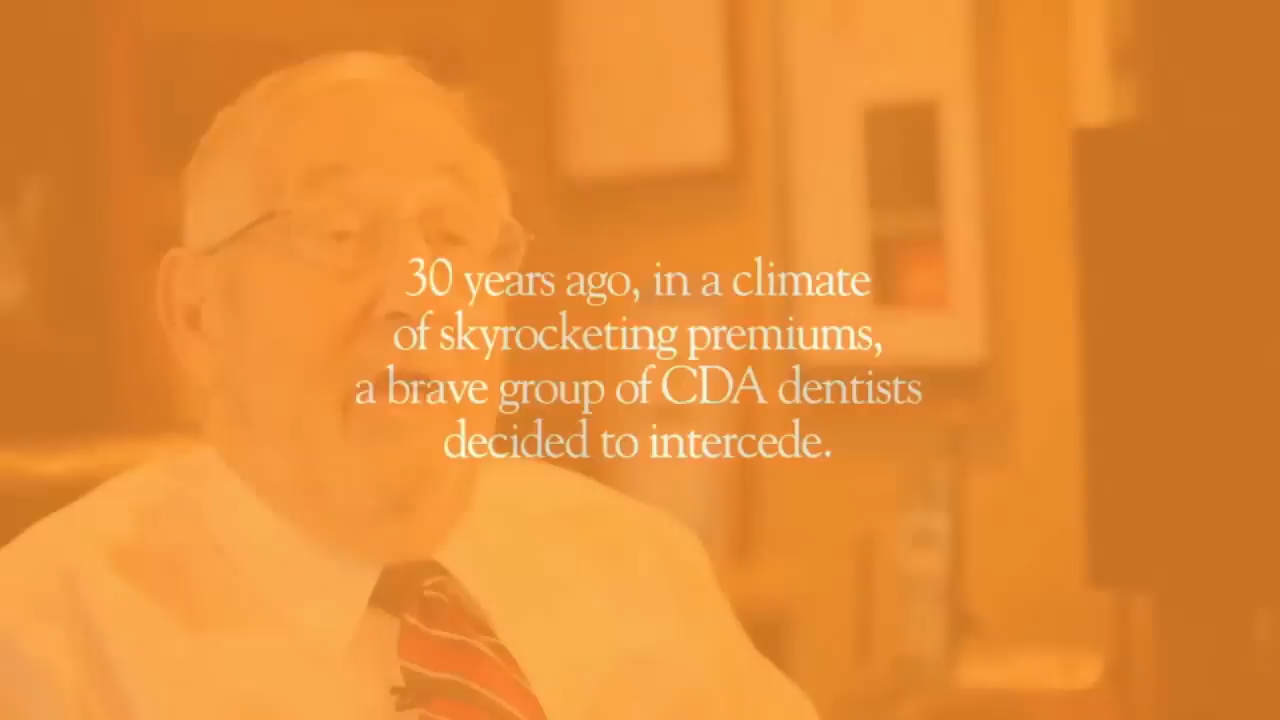 30 years ago, in a climate
of skyrocketing premiums,
a brave group of CDA dentists
decided to intercede.